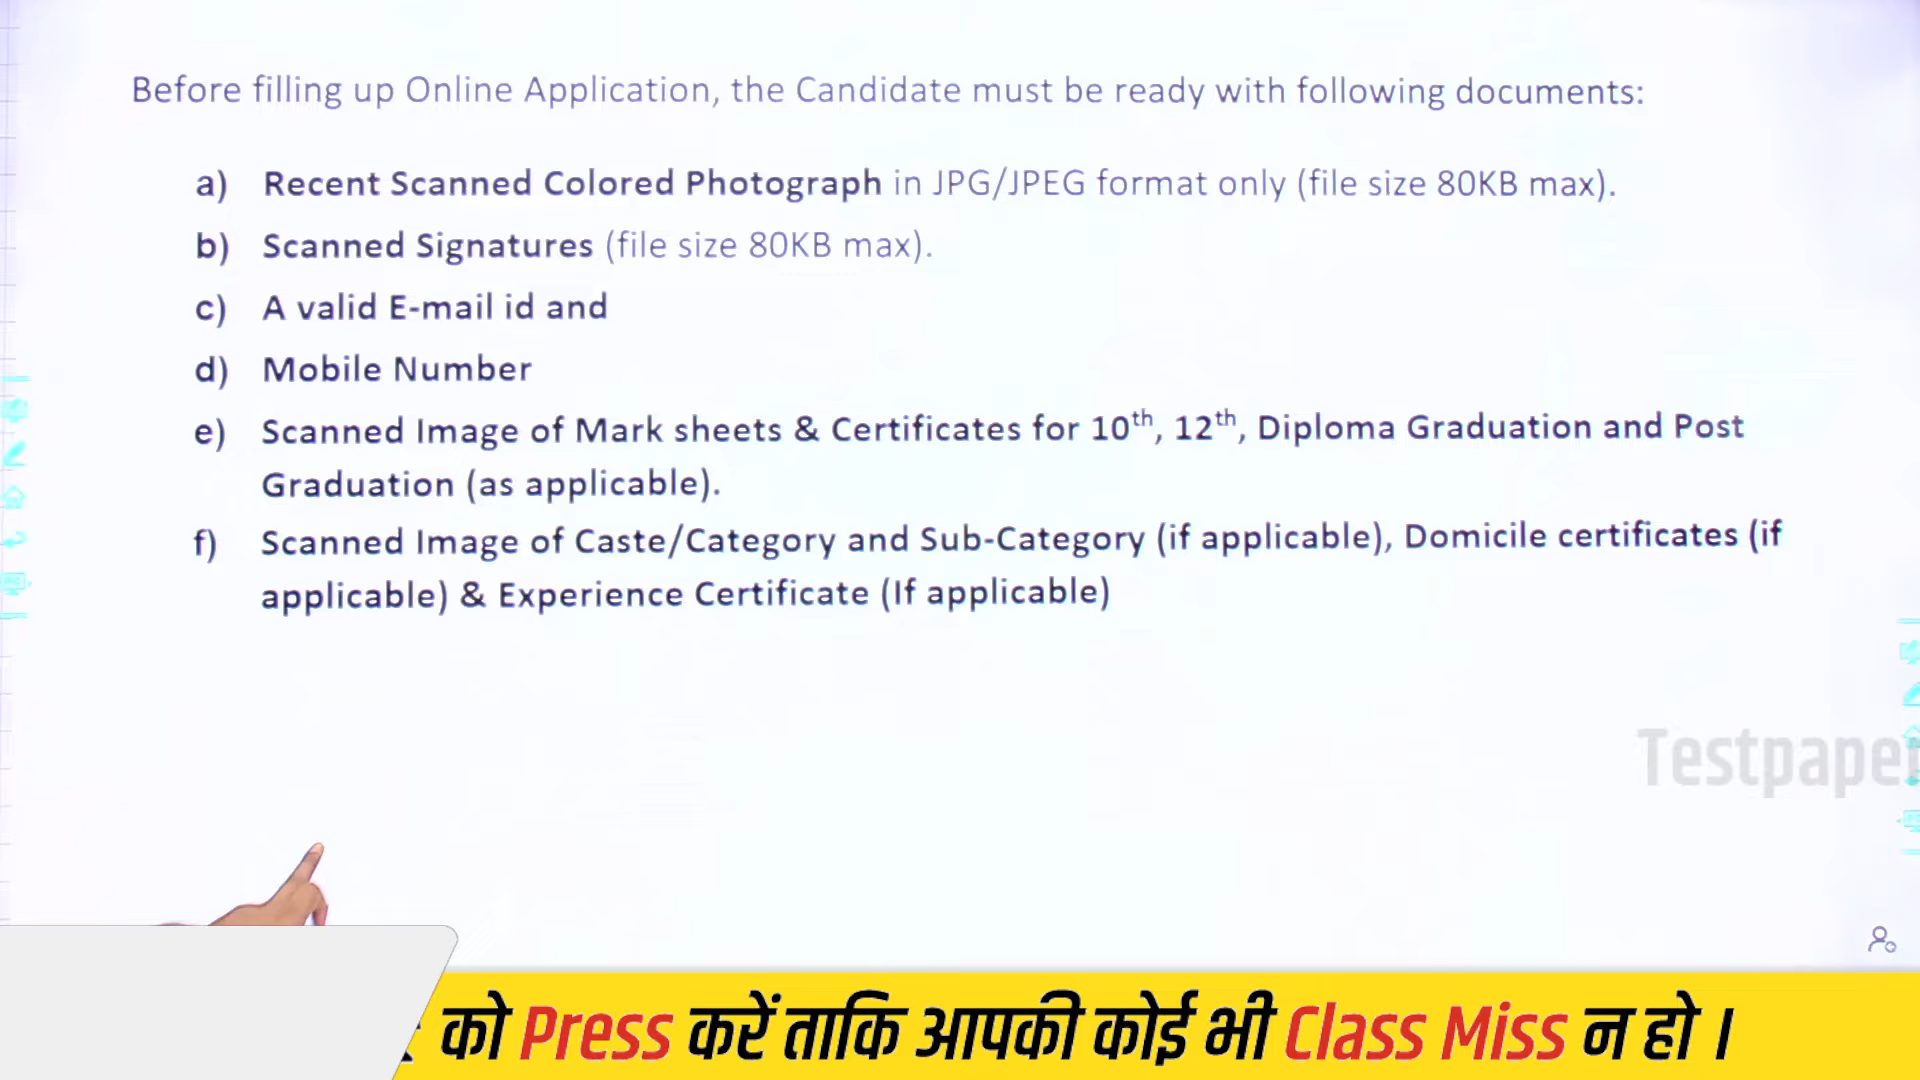 Before filling up Online Application, the Candidate must be ready with following documents:
a) Recent Scanned Colored Photograph in JPG/JPEG format only (file size 80KB max).
b) Scanned Signatures (file size 80KB max).
c) A valid E-mail id and
d) Mobile Number
e) Scanned Image of Mark sheets & Certificates for 10th, 12th, Diploma Graduation and Post
Graduation (as applicable).
f) Scanned Image of Caste/Category and Sub-Category (if applicable), Domicile certificates (if
applicable) & Experience Certificate (If applicable)
Testpaper
को Press करें ताकि आपकी कोई भी Class Miss न हो ।